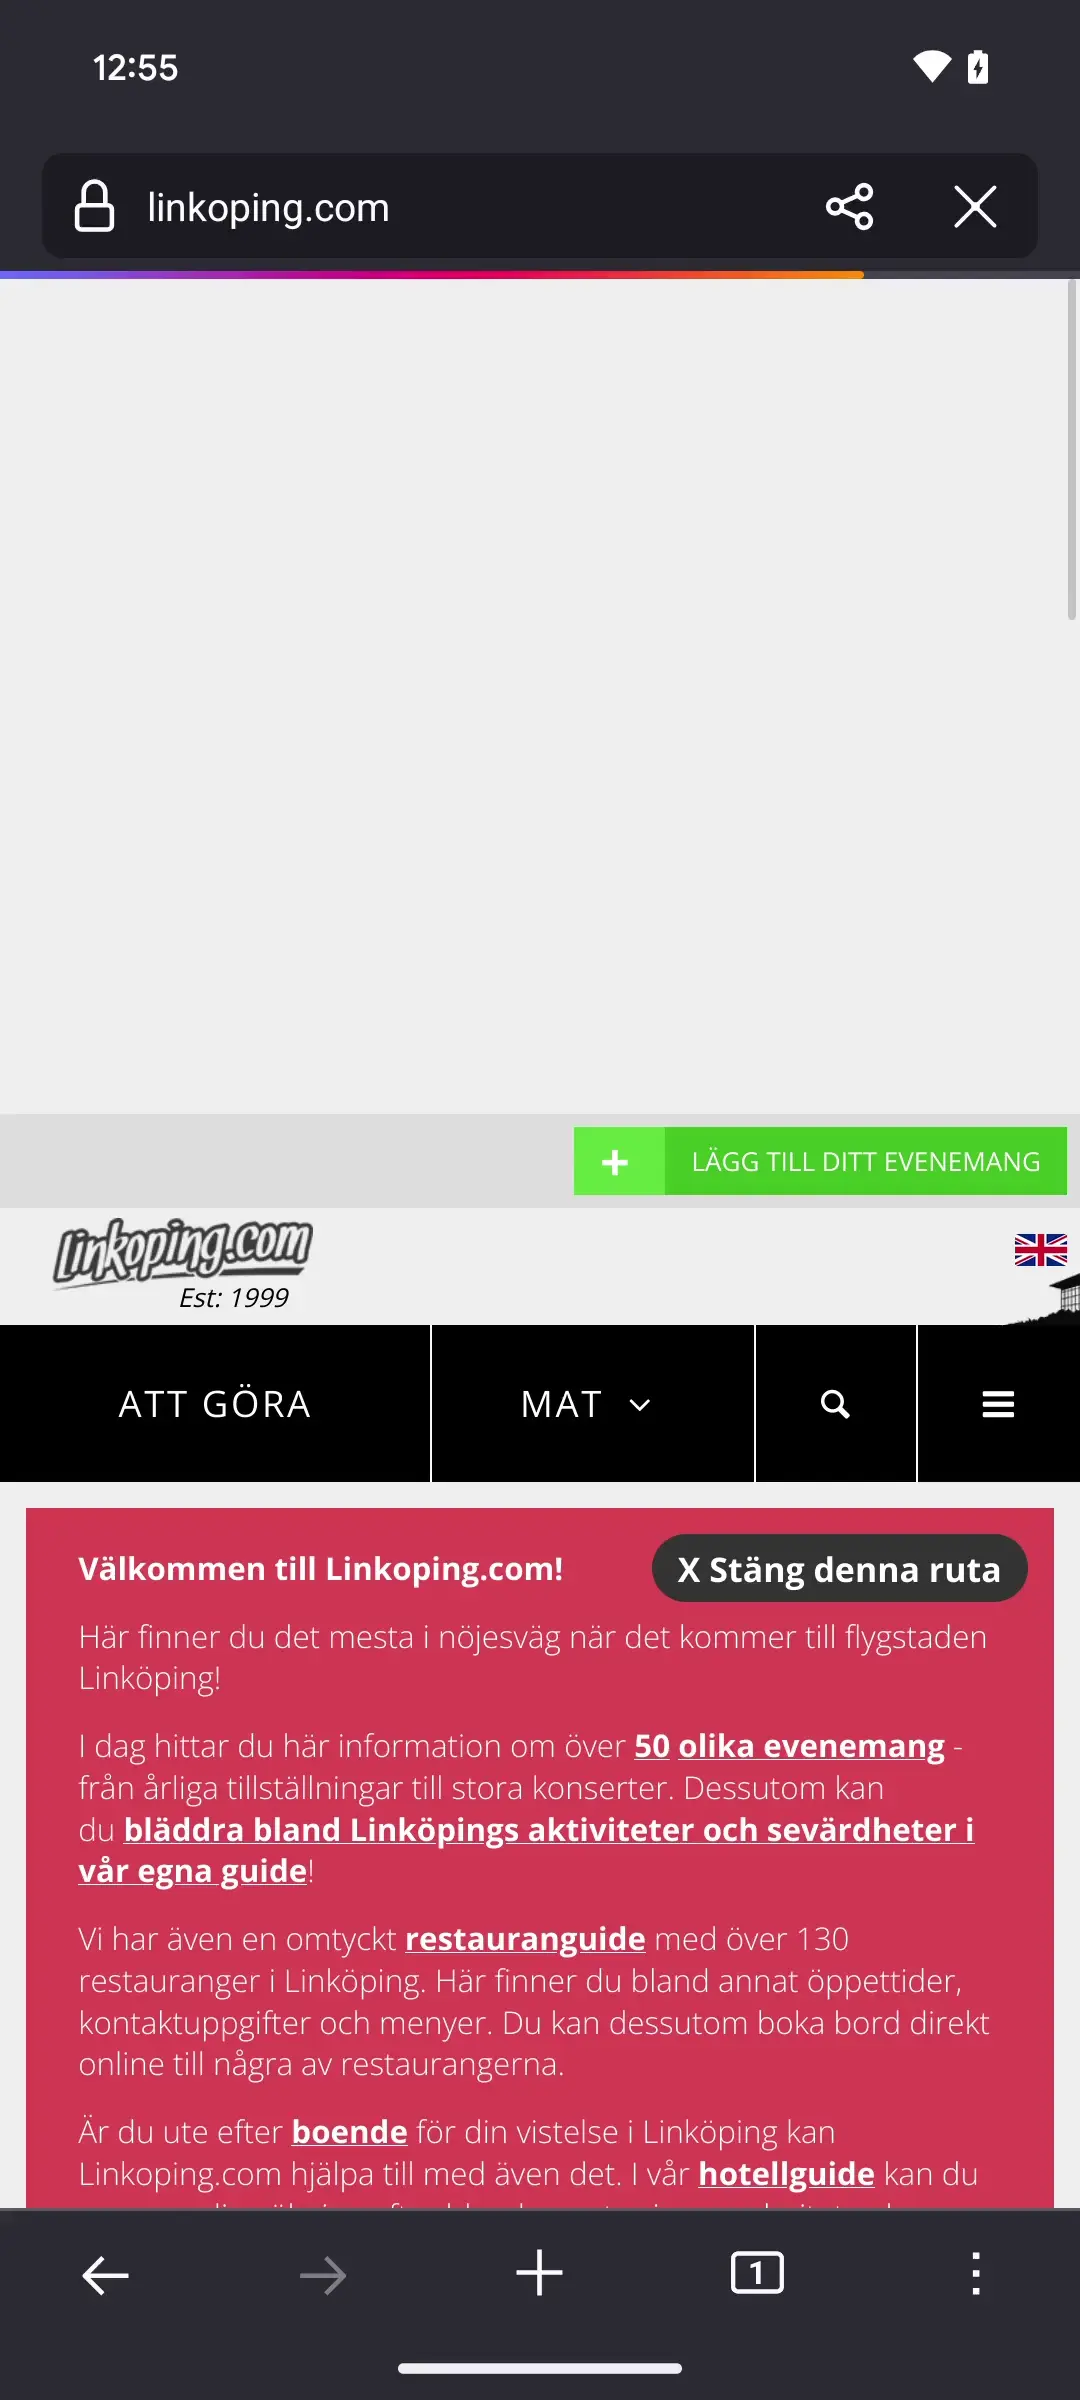 12:55
linkoping.com
LÄGG TILL DITT EVENEMANG
linkoping.com
Est: 1999
ATT GÖRA
MAT
Välkommen till Linkoping.com!
X Stäng denna ruta
Här finner du det mesta i nöjesväg när det kommer till flygstaden
Linköping!
I dag hittar du här information om över 50 olika evenemang -
från årliga tillställningar till stora konserter. Dessutom kan
du bläddra bland Linköpings aktiviteter och sevärdheter i
vår egna guide!
Vi har även en omtyckt restauranguide med över 130
restauranger i Linköping. Här finner du bland annat öppettider,
kontaktuppgifter och menyer. Du kan dessutom boka bord direkt
online till några av restaurangerna.
Är du ute efter boende för din vistelse i Linköping kan
Linkoping.com hjälpa till med även det. I vår hotellguide kan du
1